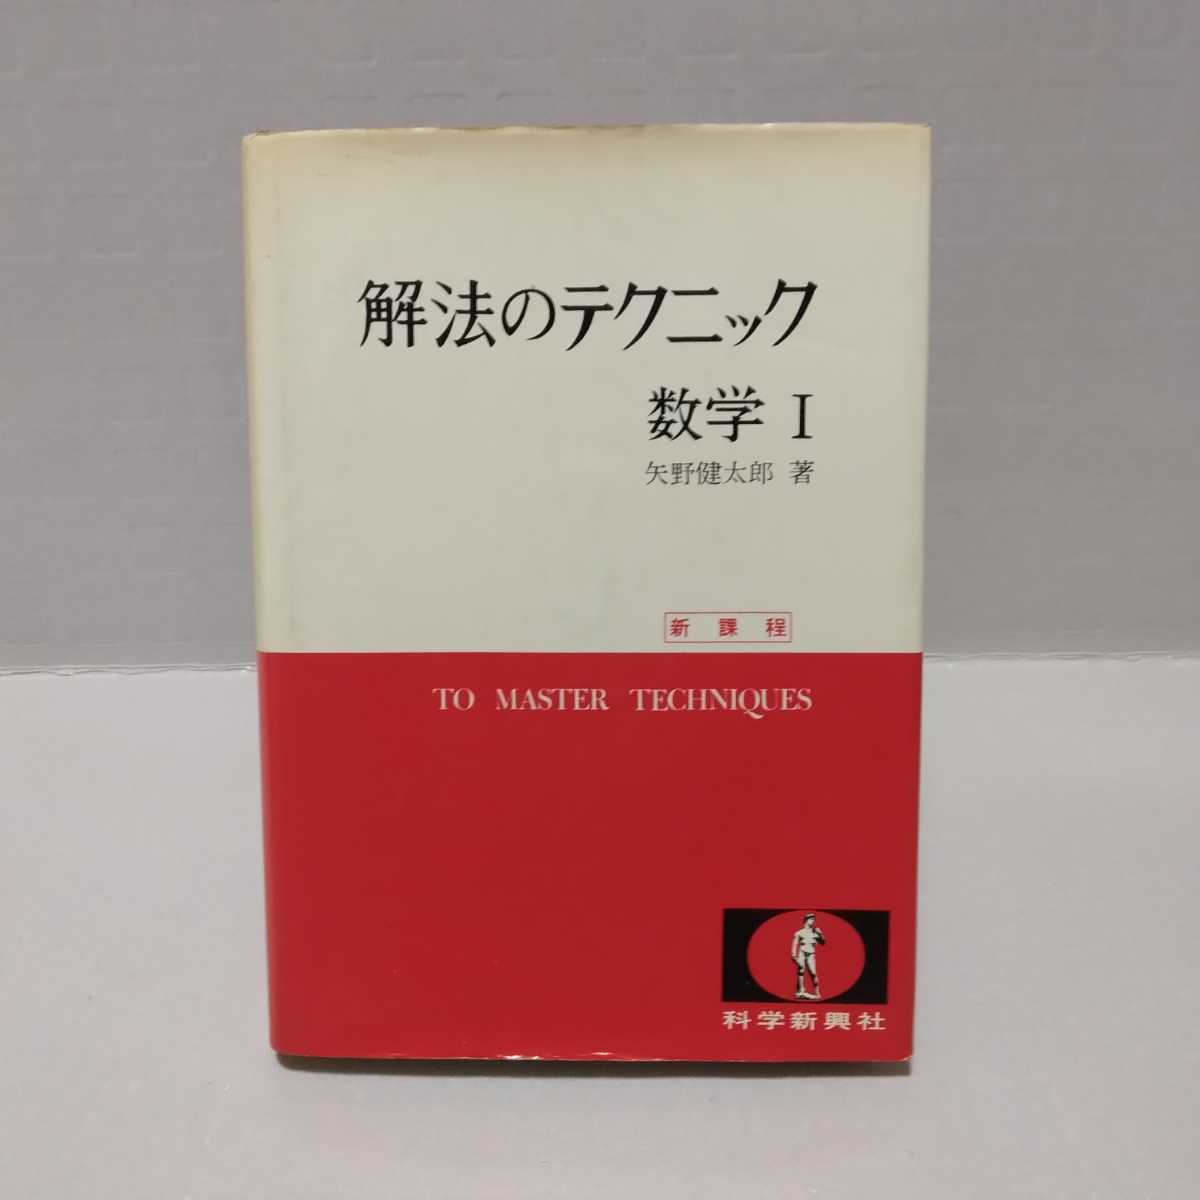 解法のテクニック
数学 I
矢野健太郎 著
新課程
TO MASTER TECHNIQUES
科学新興社